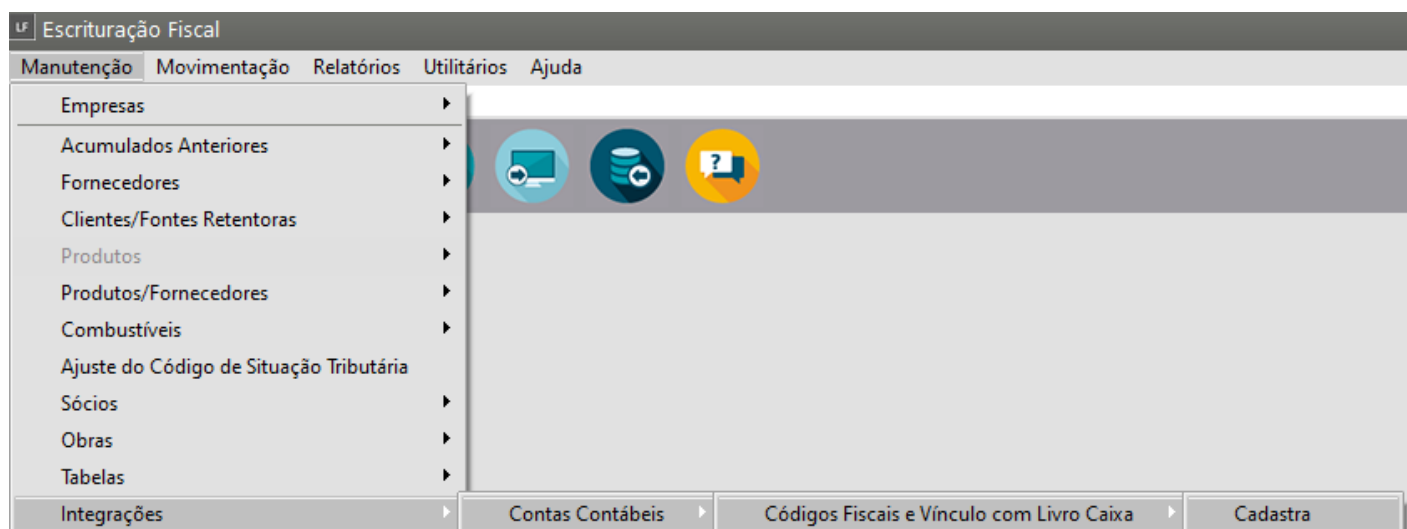 LF Escrituração Fiscal
Manutenção Movimentação Relatórios Utilitários Ajuda
Empresas
Acumulados Anteriores
Fornecedores
Clientes/Fontes Retentoras
Produtos
Produtos/Fornecedores
Combustíveis
Ajuste do Código de Situação Tributária
Sócios
Obras
Tabelas
Integrações Contas Contábeis Códigos Fiscais e Vínculo com Livro Caixa Cadastra
?